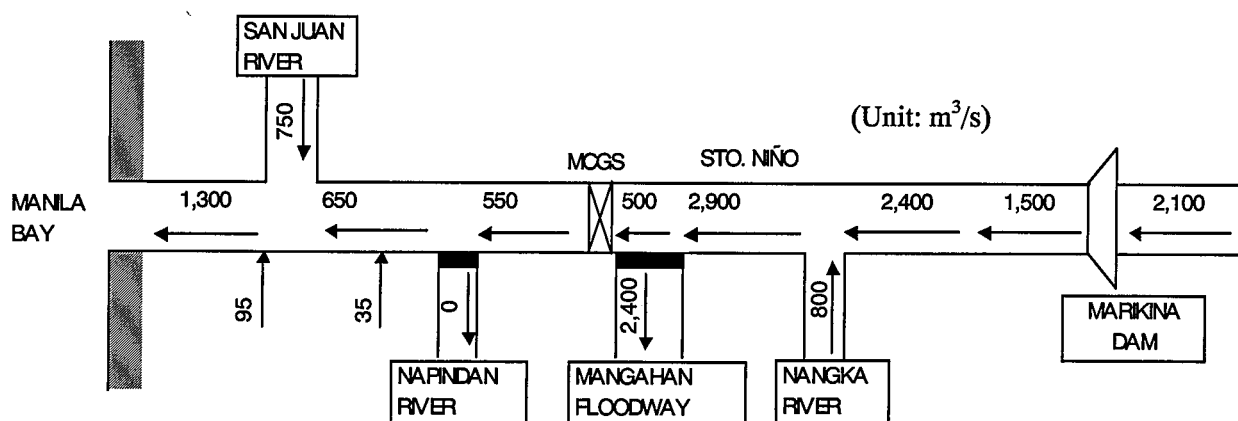 SAN JUAN
RIVER
750
(Unit: m³/s)
MCGS
STO. NIÑO
MANILA
BAY
1,300
650
550
500
2,900
2,400
1,500
2,100
95
35
0
2,400
800
MARIKINA
DAM
NAPINDAN
RIVER
MANGAHAN
FLOODWAY
NANGKA
RIVER